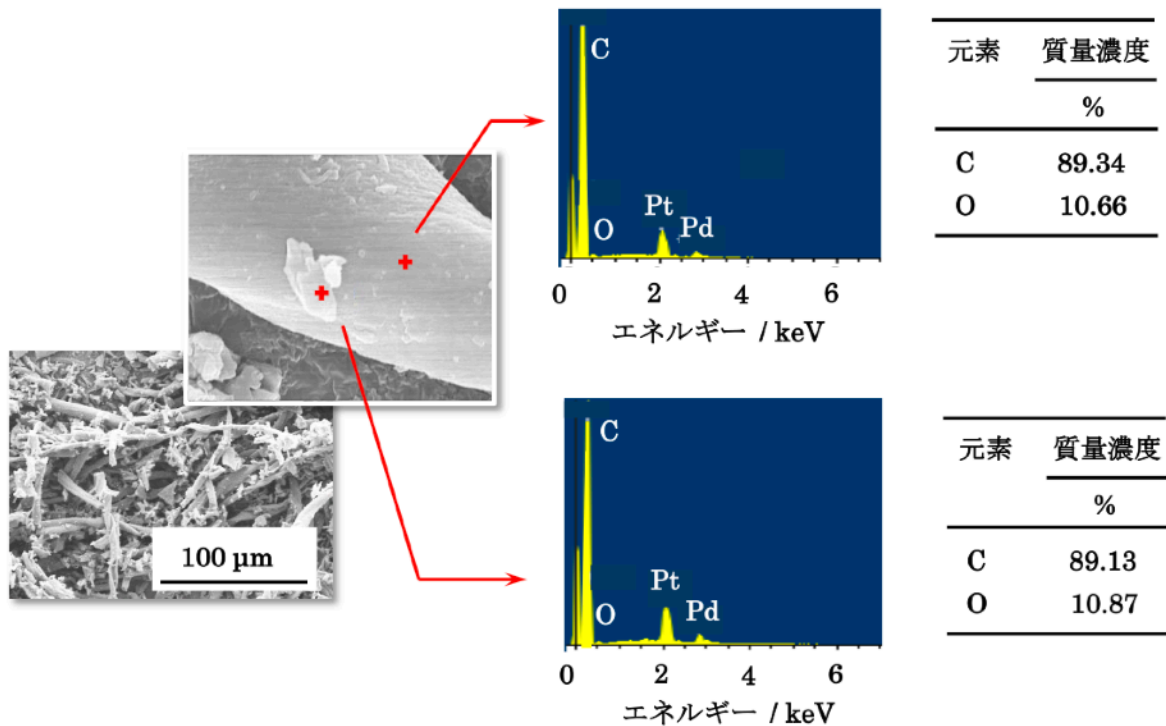 C
O
Pt
Pd
0 2 4 6
エネルギー / keV
元素 質量濃度
%
C 89.34
O 10.66
100 μm
C
O
Pt
Pd
0 2 4 6
エネルギー / keV
元素 質量濃度
%
C 89.13
O 10.87